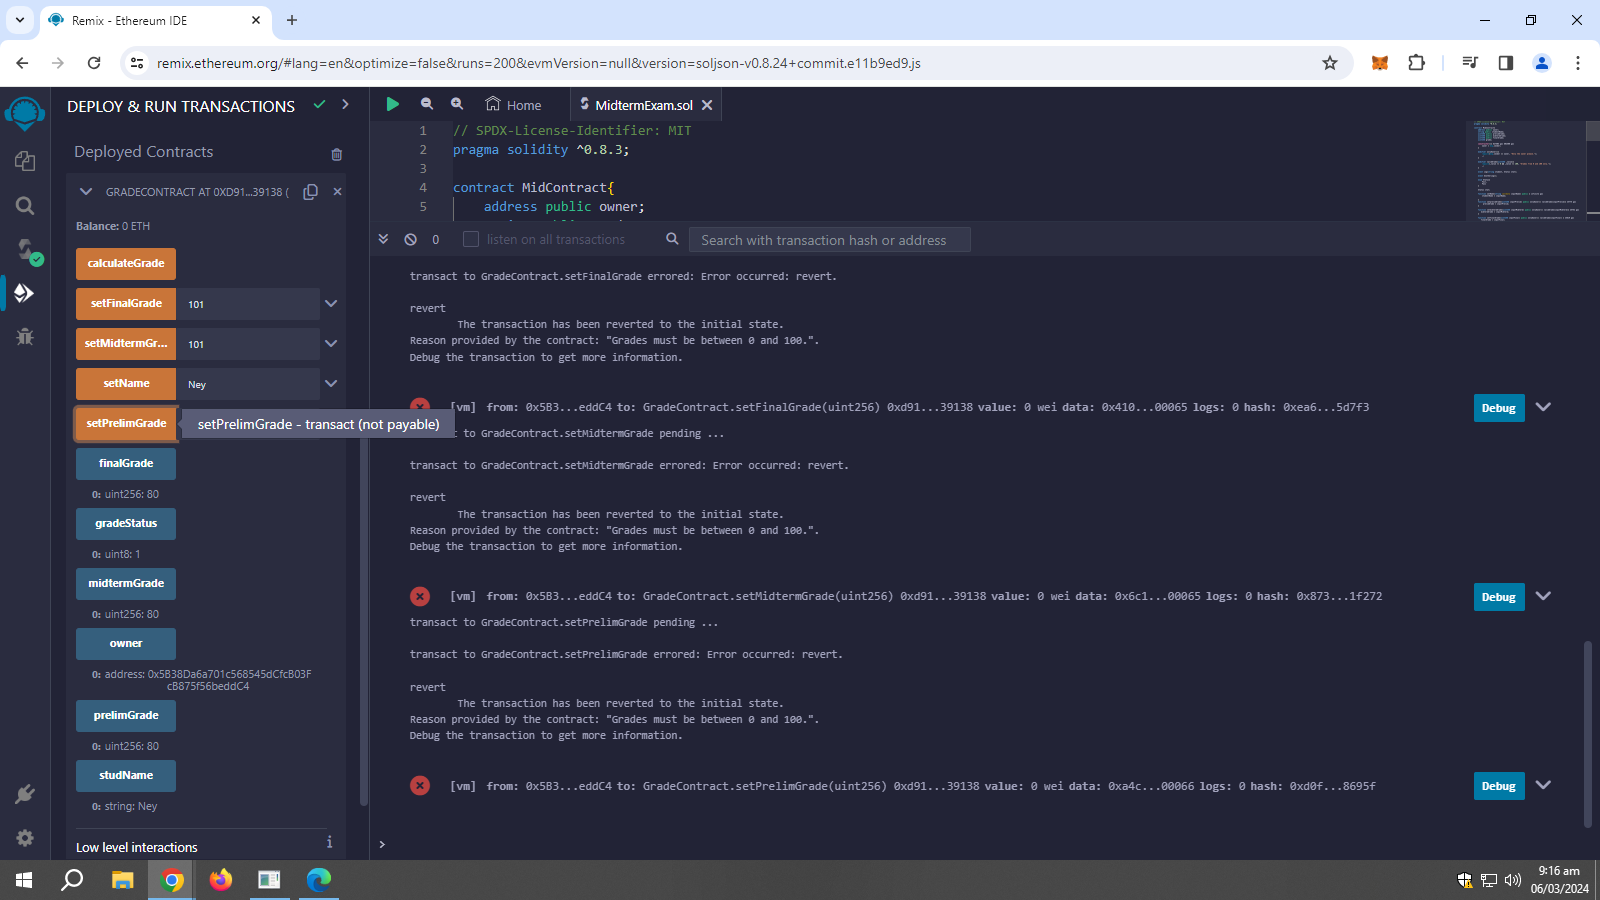 Remix - Ethereum IDE
remix.ethereum.org/#lang=en&optimize=false&runs=200&evmVersion=null&version=soljson-v0.8.24+commit.e11b9ed9.js
DEPLOY & RUN TRANSACTIONS
Deployed Contracts
GRADECONTRACT AT 0XD91...39138 (
Balance: 0 ETH
calculateGrade
setFinalGrade 101
setMidtermGr... 101
setName Ney
setPrelimGrade
setPrelimGrade - transact (not payable)
finalGrade
0: uint256: 80
gradeStatus
0: uint8: 1
midtermGrade
0: uint256: 80
owner
0: address: 0x5B38Da6a701c568545dCfcB03F
cB875f56beddC4
prelimGrade
0: uint256: 80
studName
0: string: Ney
Low level interactions
Home
MidtermExam.sol
1 // SPDX-License-Identifier: MIT
2 pragma solidity ^0.8.3;
3
4 contract MidContract{
5 address public owner;
0
listen on all transactions
Search with transaction hash or address
transact to GradeContract.setFinalGrade errored: Error occurred: revert.
revert
The transaction has been reverted to the initial state.
Reason provided by the contract: "Grades must be between 0 and 100.".
Debug the transaction to get more information.
[vm] from: 0x5B3...eddC4 to: GradeContract.setFinalGrade(uint256) 0xd91...39138 value: 0 wei data: 0x410...00065 logs: 0 hash: 0xea6...5d7f3
Debug
ct to GradeContract.setMidtermGrade pending ...
transact to GradeContract.setMidtermGrade errored: Error occurred: revert.
revert
The transaction has been reverted to the initial state.
Reason provided by the contract: "Grades must be between 0 and 100.".
Debug the transaction to get more information.
[vm] from: 0x5B3...eddC4 to: GradeContract.setMidtermGrade(uint256) 0xd91...39138 value: 0 wei data: 0x6c1...00065 logs: 0 hash: 0x873...1f272
Debug
transact to GradeContract.setPrelimGrade pending ...
transact to GradeContract.setPrelimGrade errored: Error occurred: revert.
revert
The transaction has been reverted to the initial state.
Reason provided by the contract: "Grades must be between 0 and 100.".
Debug the transaction to get more information.
[vm] from: 0x5B3...eddC4 to: GradeContract.setPrelimGrade(uint256) 0xd91...39138 value: 0 wei data: 0xa4c...00066 logs: 0 hash: 0xd0f...8695f
Debug
>
9:16 am
06/03/2024